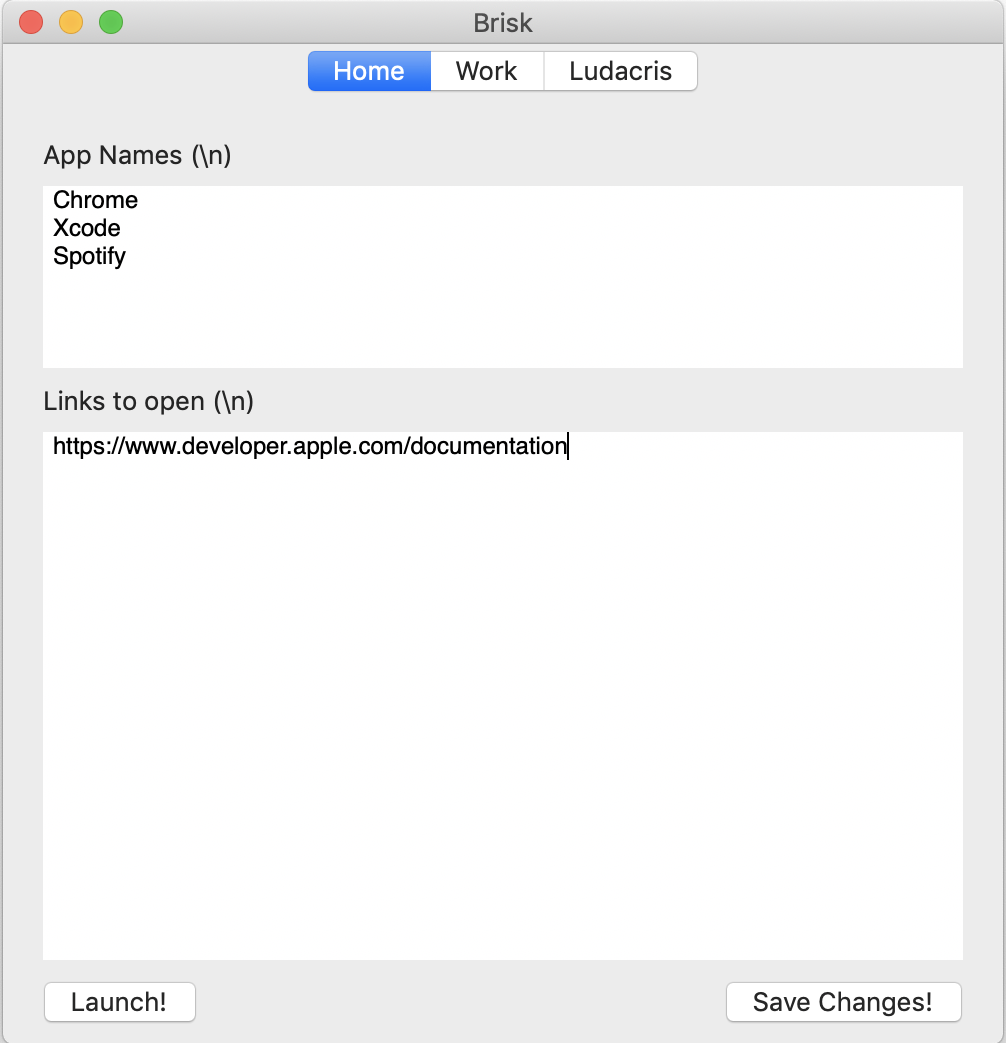 Brisk
Home Work Ludacris
App Names (\n)
Chrome
Xcode
Spotify
Links to open (\n)
https://www.developer.apple.com/documentation
Launch! Save Changes!